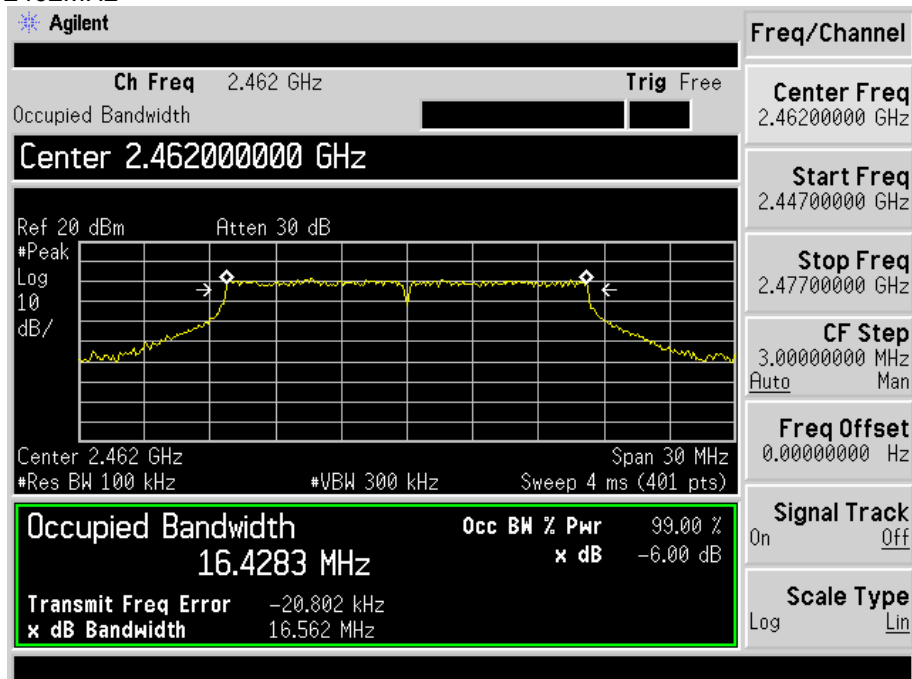 Agilent
Freq/Channel
Ch Freq 2.462 GHz Trig Free
Occupied Bandwidth
Center 2.462000000 GHz
Center Freq
2.46200000 GHz
Start Freq
2.44700000 GHz
Stop Freq
2.47700000 GHz
CF Step
3.00000000 MHz
Auto Man
Freq Offset
0.00000000 Hz
Signal Track
On Off
Scale Type
Log Lin
Ref 20 dBm Atten 30 dB
#Peak
Log
10
dB/
Center 2.462 GHz Span 30 MHz
#Res BW 100 kHz #VBW 300 kHz Sweep 4 ms (401 pts)
Occupied Bandwidth Occ BW % Pwr 99.00 %
16.4283 MHz x dB -6.00 dB
Transmit Freq Error -20.802 kHz
x dB Bandwidth 16.562 MHz